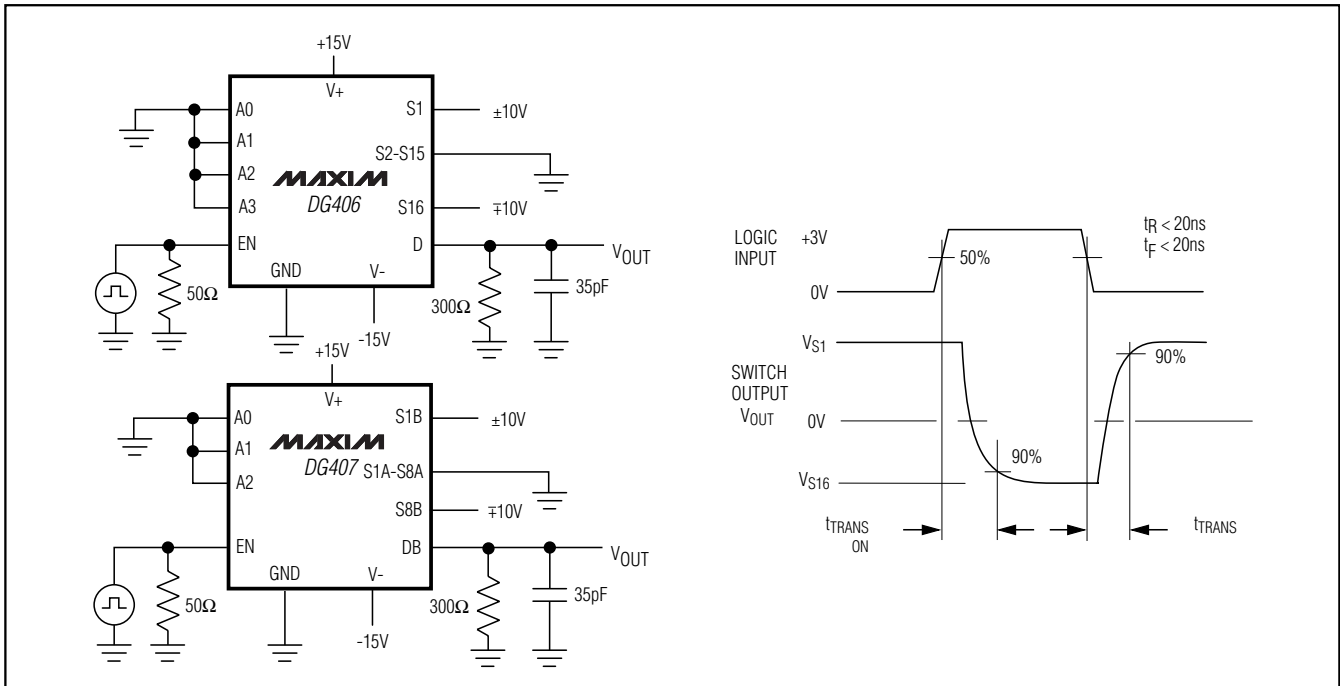 +15V
V+
A0
A1
A2
A3
EN
S1
±10V
S2-S15
MAXIM
DG406
S16
∓10V
D
VOUT
GND
V-
50Ω
300Ω
35pF
-15V
+15V
V+
A0
A1
A2
EN
S1B
±10V
MAXIM
DG407
S1A-S8A
S8B
∓10V
DB
VOUT
GND
V-
50Ω
300Ω
35pF
-15V
LOGIC
INPUT
+3V
50%
0V
tR < 20ns
tF < 20ns
SWITCH
OUTPUT
VOUT
VS1
0V
VS16
90%
90%
tTRANS
ON
tTRANS